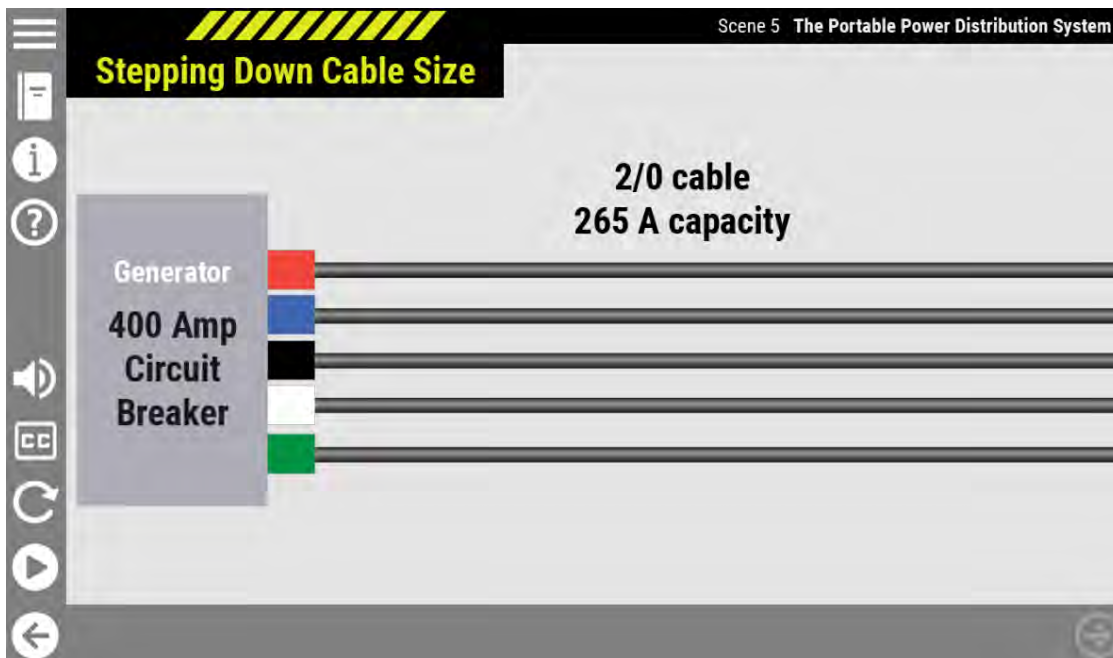 Scene 5 The Portable Power Distribution System
Stepping Down Cable Size
2/0 cable
265 A capacity
Generator
400 Amp
Circuit
Breaker
i
?
CC